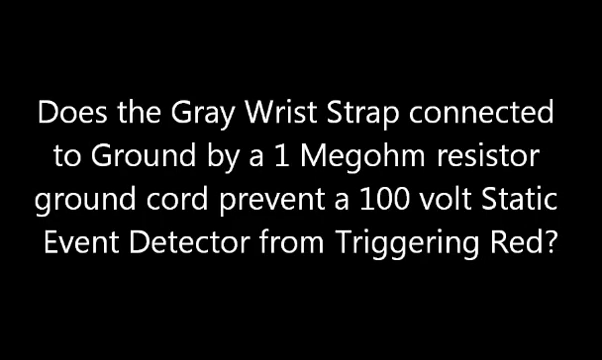 Does the Gray Wrist Strap connected
to Ground by a 1 Megohm resistor
ground cord prevent a 100 volt Static
Event Detector from Triggering Red?